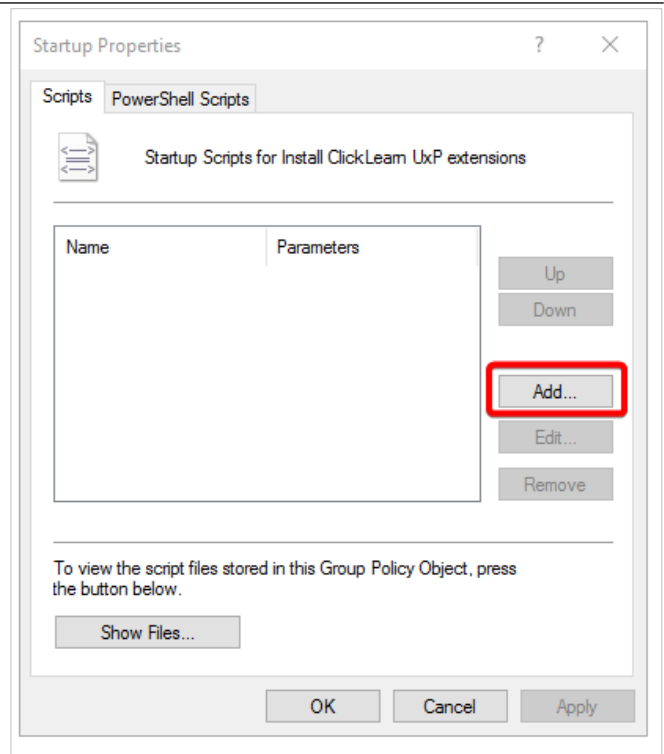 Startup Properties
Scripts PowerShell Scripts
Startup Scripts for Install ClickLearn UxP extensions
Name Parameters
Up
Down
Add...
Edit...
Remove
To view the script files stored in this Group Policy Object, press
the button below.
Show Files...
OK Cancel Apply